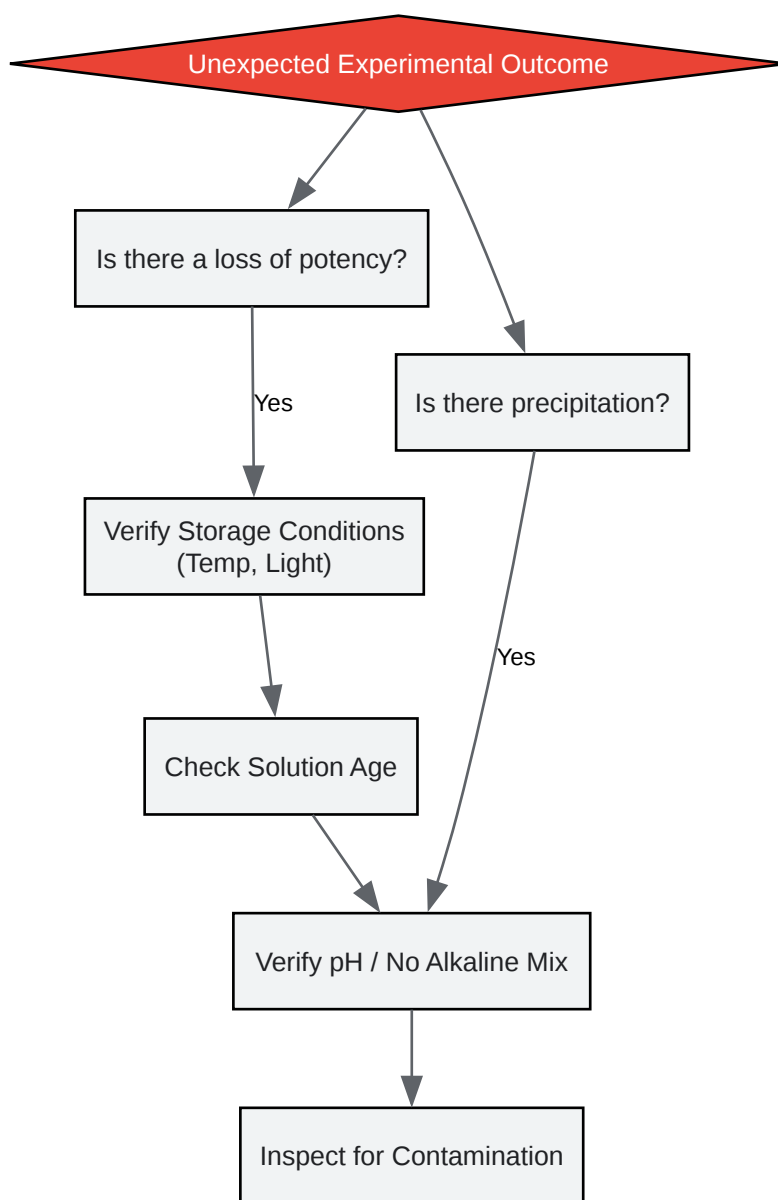 Unexpected Experimental Outcome
Is there a loss of potency?
Yes
Is there precipitation?
Verify Storage Conditions
(Temp, Light)
Yes
Check Solution Age
Verify pH / No Alkaline Mix
Inspect for Contamination